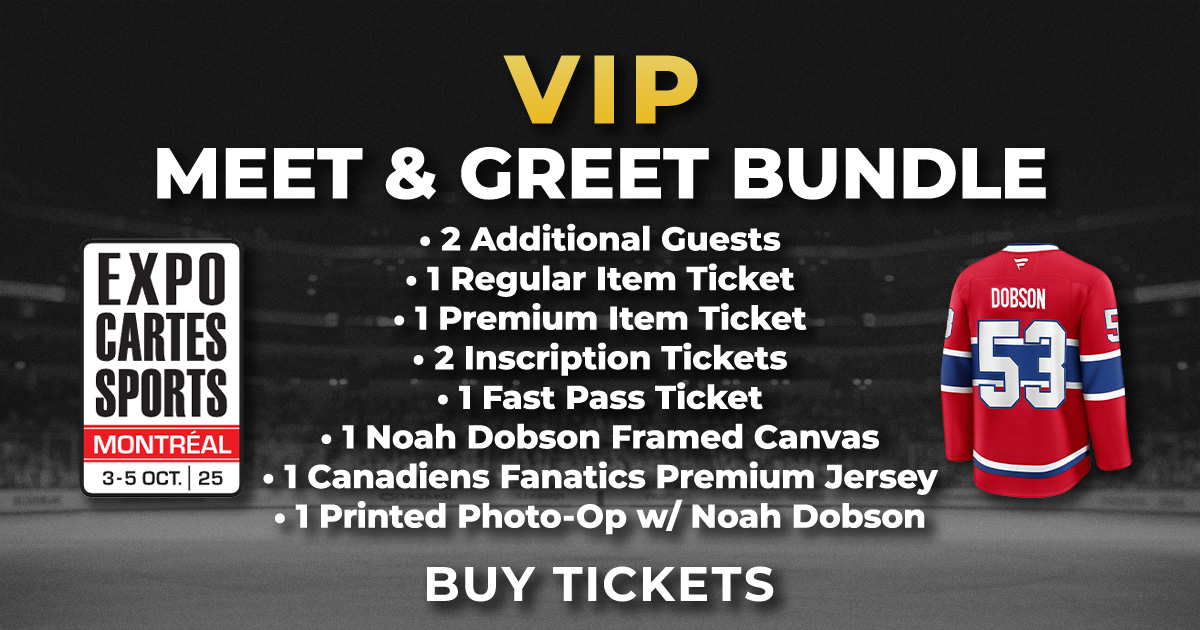 VIP
MEET & GREET BUNDLE
• 2 Additional Guests
• 1 Regular Item Ticket
• 1 Premium Item Ticket
• 2 Inscription Tickets
• 1 Fast Pass Ticket
• 1 Noah Dobson Framed Canvas
• 1 Canadiens Fanatics Premium Jersey
• 1 Printed Photo-Op w/ Noah Dobson
BUY TICKETS
EXPO
CARTES
SPORTS
MONTRÉAL
3-5 OCT. | 25
DOBSON
53